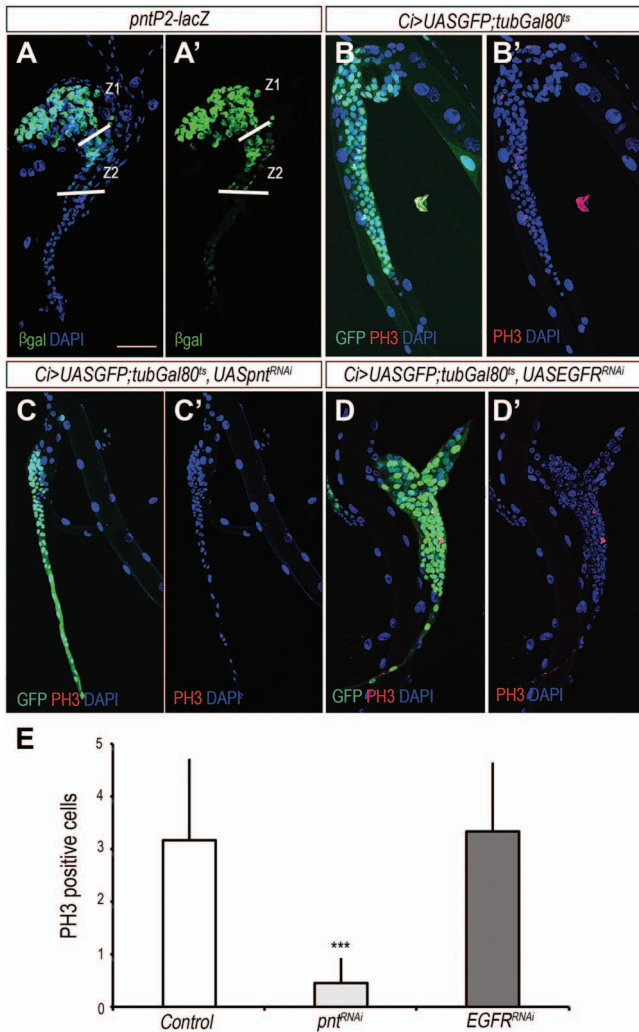 pntP2-lacZ
Ci>UASGFP;tubGal80ts
A
A'
B
B'
Z1
Z1
Z2
Z2
βgal DAPI
βgal
GFP PH3 DAPI
PH3 DAPI
Ci>UASGFP;tubGal80ts, UASpntRNAi
Ci>UASGFP;tubGal80ts, UASEGFRRNAi
C
C'
D
D'
GFP PH3 DAPI
PH3 DAPI
GFP PH3 DAPI
PH3 DAPI
E
PH3 positive cells
5
4
3
2
1
0
***
Control
pntRNAi
EGFRRNAi